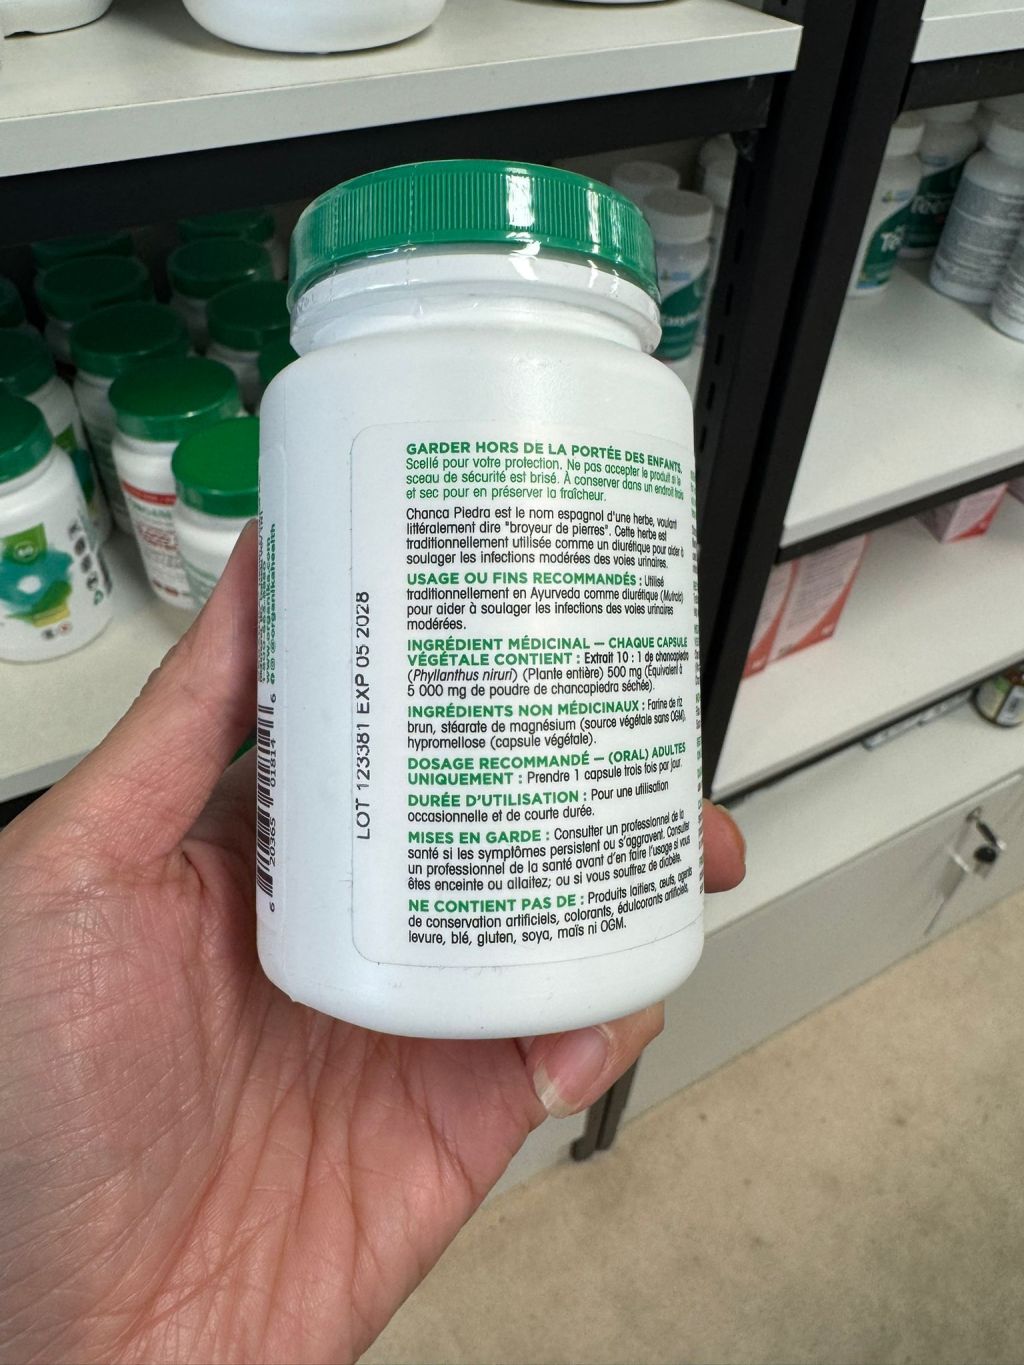 GARDER HORS DE LA PORTÉE DES ENFANTS.
Scellé pour votre protection. Ne pas accepter le produit si le
sceau de sécurité est brisé. À conserver dans un endroit frais
et sec pour en préserver la fraîcheur.
Chanca Piedra est le nom espagnol d'une herbe, voulant
littéralement dire "broyeur de pierres". Cette herbe est
traditionnellement utilisée comme un diurétique pour aider à
soulager les infections modérées des voies urinaires.
USAGE OU FINS RECOMMANDÉS : Utilisé
traditionnellement en Ayurveda comme diurétique (Mutrala)
pour aider à soulager les infections des voies urinaires
modérées.
INGRÉDIENT MÉDICINAL — CHAQUE CAPSULE
VÉGÉTALE CONTIENT : Extrait 10 : 1 de chancapiedra
(Phyllanthus niruri) (Plante entière) 500 mg (Équivalent à
5 000 mg de poudre de chancapiedra séchée).
INGRÉDIENTS NON MÉDICINAUX : Farine de riz
brun, stéarate de magnésium (source végétale sans OGM),
hypromellose (capsule végétale).
DOSAGE RECOMMANDÉ — (ORAL) ADULTES
UNIQUEMENT : Prendre 1 capsule trois fois par jour.
DURÉE D'UTILISATION : Pour une utilisation
occasionnelle et de courte durée.
MISES EN GARDE : Consulter un professionnel de la
santé si les symptômes persistent ou s'aggravent. Consulter
un professionnel de la santé avant d'en faire l'usage si vous
êtes enceinte ou allaitez; ou si vous souffrez de diabète.
NE CONTIENT PAS DE : Produits laitiers, œufs, agents
de conservation artificiels, colorants, édulcorants artificiels,
levure, blé, gluten, soya, maïs ni OGM.
LOT 123381 EXP 05 2028
www.organika.com
@organikahealth
6 20365 01814 6